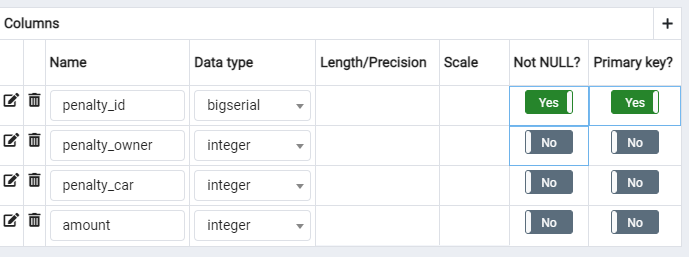 Columns +
Name Data type Length/Precision Scale Not NULL? Primary key?
penalty_id bigserial Yes Yes
penalty_owner integer No No
penalty_car integer No No
amount integer No No